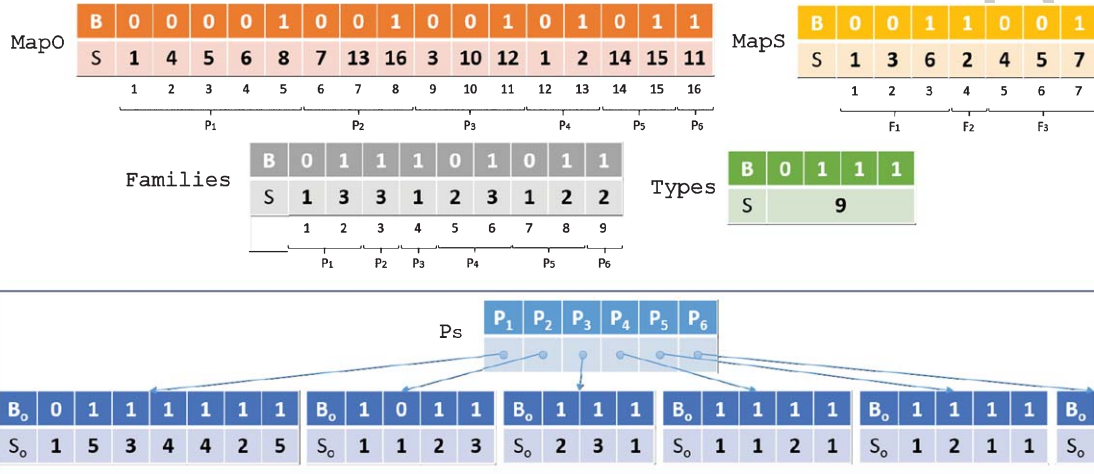 MapO
B 0 0 0 0 1 0 0 1 0 0 1 0 1 0 1 1
S 1 4 5 6 8 7 13 16 3 10 12 1 2 14 15 11
1 2 3 4 5 6 7 8 9 10 11 12 13 14 15 16
P1 P2 P3 P4 P5 P6
MapS
B 0 0 1 1 0 0 1
S 1 3 6 2 4 5 7
1 2 3 4 5 6 7
F1 F2 F3
Families
B 0 1 1 1 0 1 0 1 1
S 1 3 3 1 2 3 1 2 2
1 2 3 4 5 6 7 8 9
P1 P2 P3 P4 P5 P6
Types
B 0 1 1 1
S 9
Ps
P1 P2 P3 P4 P5 P6
Bo 0 1 1 1 1 1 1
So 1 5 3 4 4 2 5
Bo 1 0 1 1
So 1 1 2 3
Bo 1 1 1
So 2 3 1
Bo 1 1 1 1
So 1 1 2 1
Bo 1 1 1 1
So 1 2 1 1
Bo
So